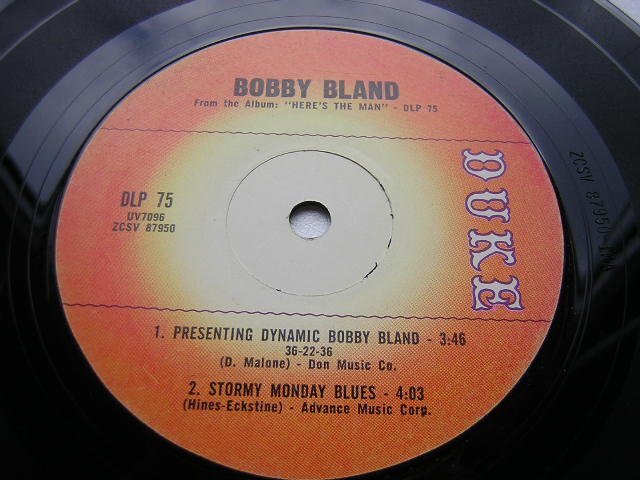 BOBBY BLAND
From the Album: "HERE'S THE MAN" - DLP 75
DUKE
DLP 75
UV7096
ZCSV 87950
1. PRESENTING DYNAMIC BOBBY BLAND - 3:46
36-22-36
(D. Malone) - Don Music Co.
2. STORMY MONDAY BLUES - 4:03
(Hines-Eckstine) - Advance Music Corp.
ZCSV 87950